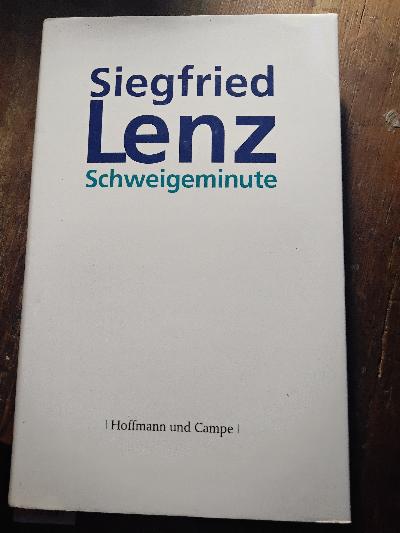 Siegfried
Lenz
Schweigeminute
| Hoffmann und Campe |